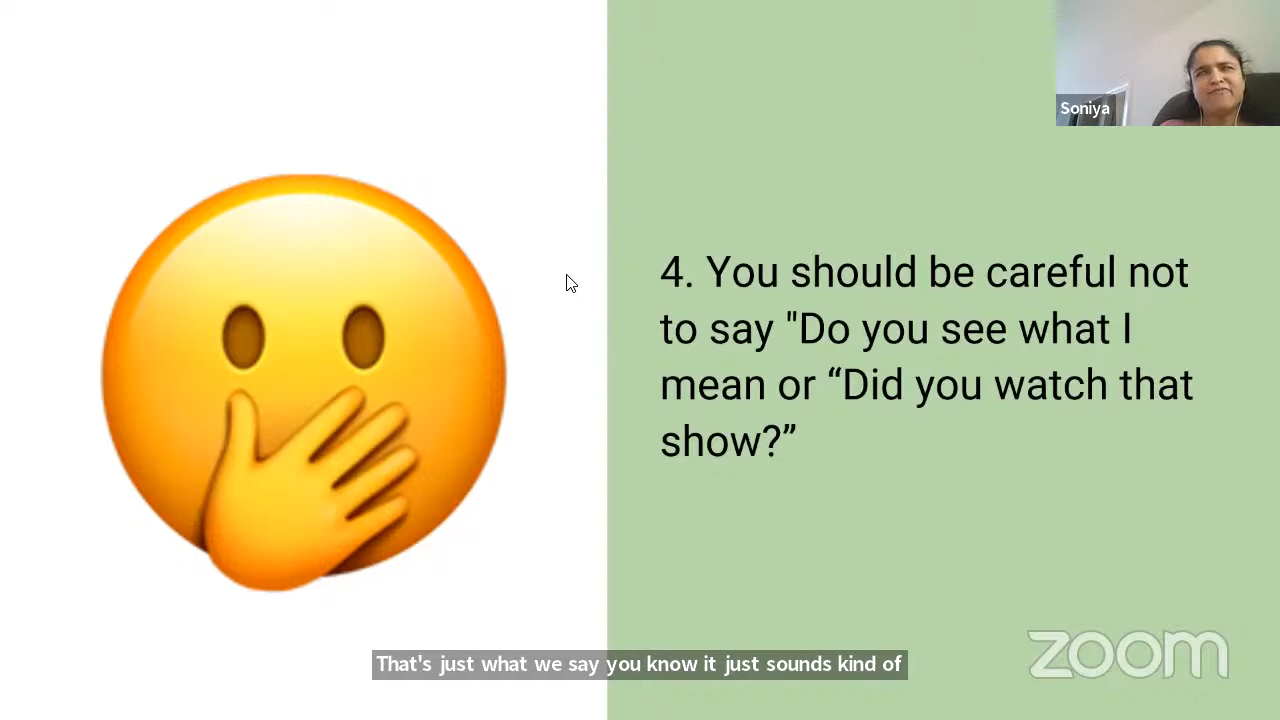 Soniya
4. You should be careful not
to say "Do you see what I
mean or “Did you watch that
show?”
That's just what we say you know it just sounds kind of
zoom